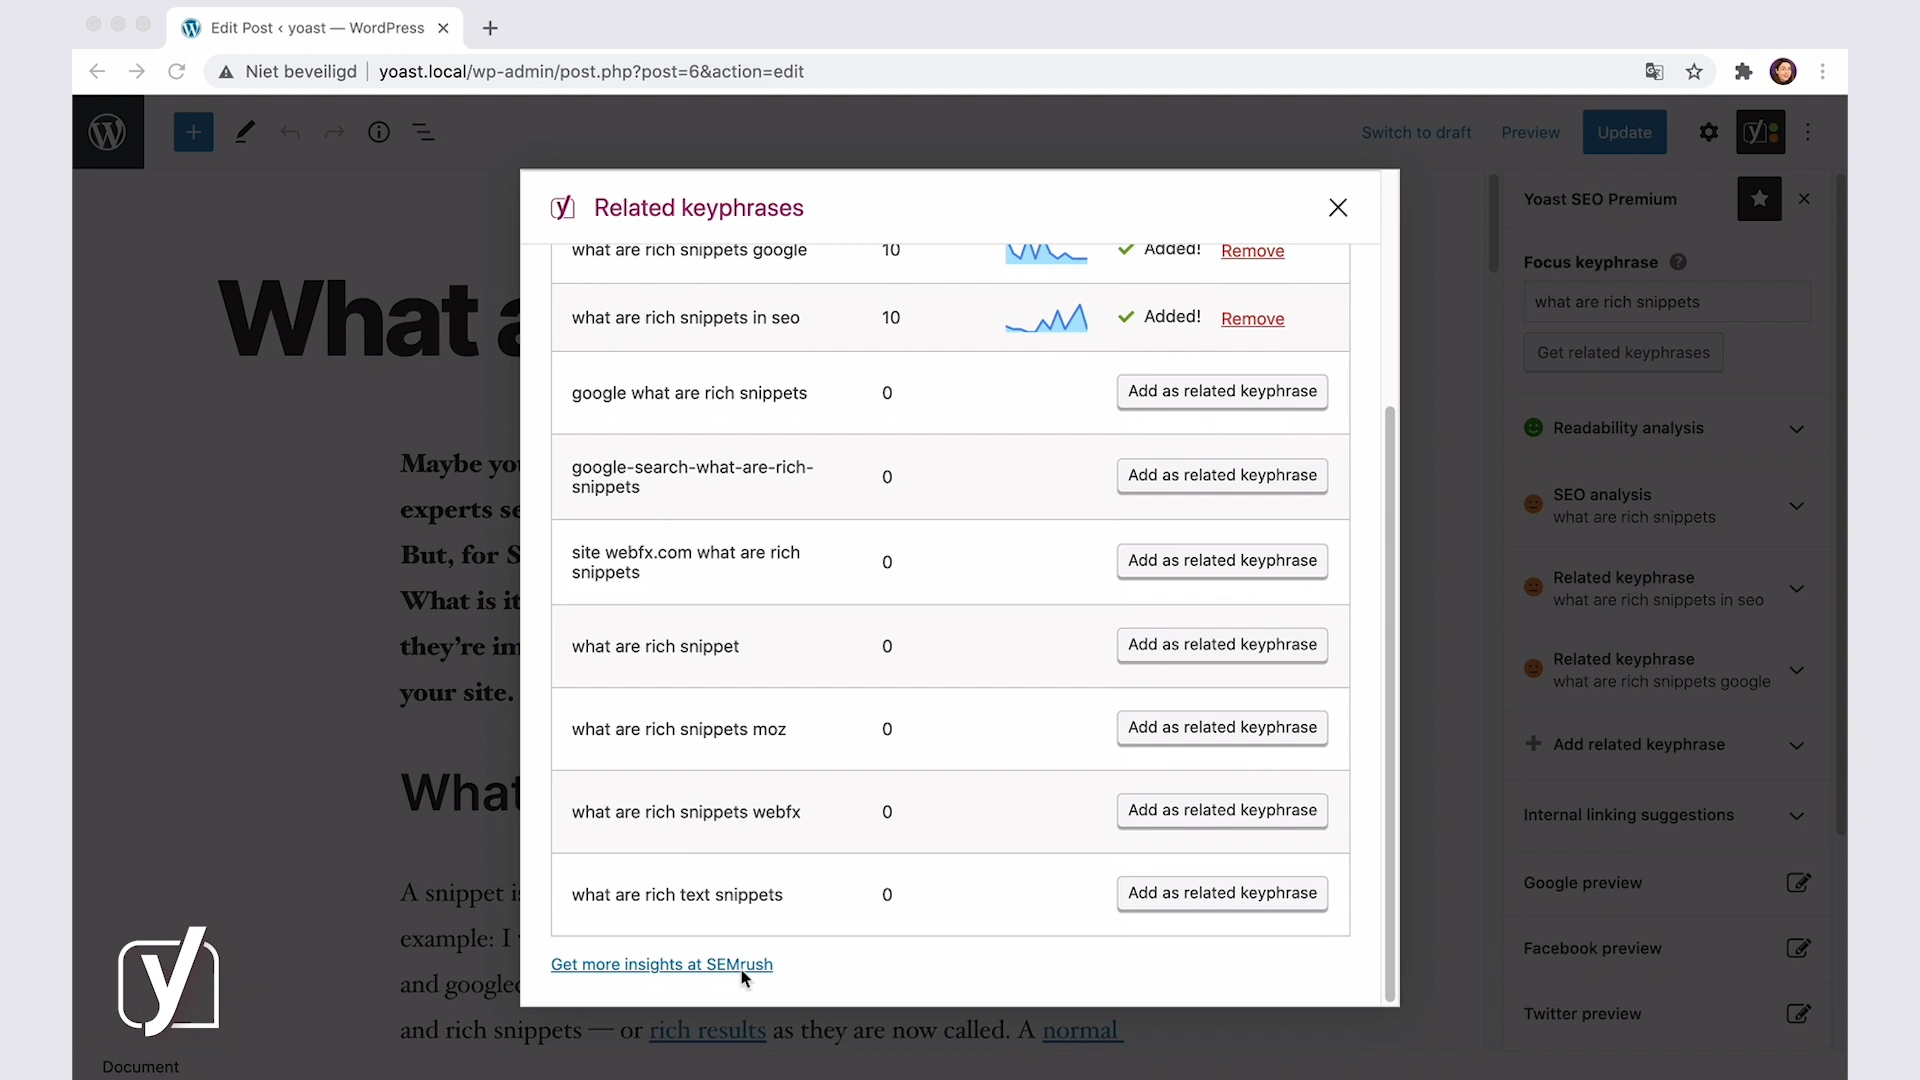 Edit Post ‹ yoast — WordPress
Niet beveiligd
yoast.local/wp-admin/post.php?post=6&action=edit
Switch to draft
Preview
Update
Related keyphrases
what are rich snippets google 10 Added! Remove
what are rich snippets in seo 10 Added! Remove
google what are rich snippets 0 Add as related keyphrase
google-search-what-are-rich-
snippets 0 Add as related keyphrase
site webfx.com what are rich
snippets 0 Add as related keyphrase
what are rich snippet 0 Add as related keyphrase
what are rich snippets moz 0 Add as related keyphrase
what are rich snippets webfx 0 Add as related keyphrase
what are rich text snippets 0 Add as related keyphrase
Get more insights at SEMrush
Yoast SEO Premium
Focus keyphrase
what are rich snippets
Get related keyphrases
Readability analysis
SEO analysis
what are rich snippets
Related keyphrase
what are rich snippets in seo
Related keyphrase
what are rich snippets google
Add related keyphrase
Internal linking suggestions
Google preview
Facebook preview
Twitter preview
What a
Maybe
experts
But, for S
What is it
they’re
your site.
What
A snippet
example: I
and
and rich snippets — or rich results as they are now called. A normal
Document